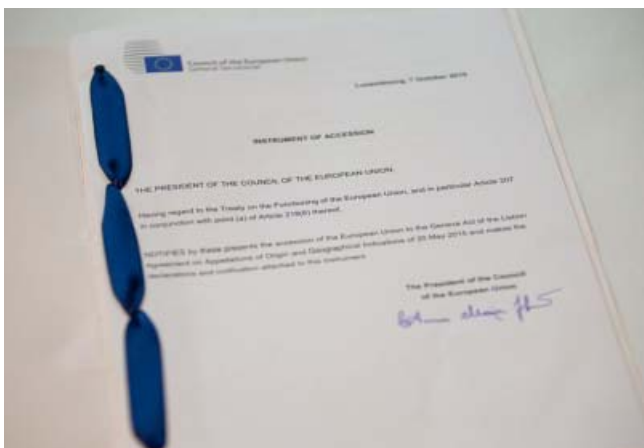 Council of the European Union
General Secretariat
Luxembourg, 7 October 2019
INSTRUMENT OF ACCESSION
THE PRESIDENT OF THE COUNCIL OF THE EUROPEAN UNION,
Having regard to the Treaty on the Functioning of the European Union, and in particular Article 207
in conjunction with point (a) of Article 218(6) thereof,
NOTIFIES by these presents the accession of the European Union to the Geneva Act of the Lisbon
Agreement on Appellations of Origin and Geographical Indications of 20 May 2015 and makes the
declarations and notification attached to this instrument.
The President of the Council
of the European Union